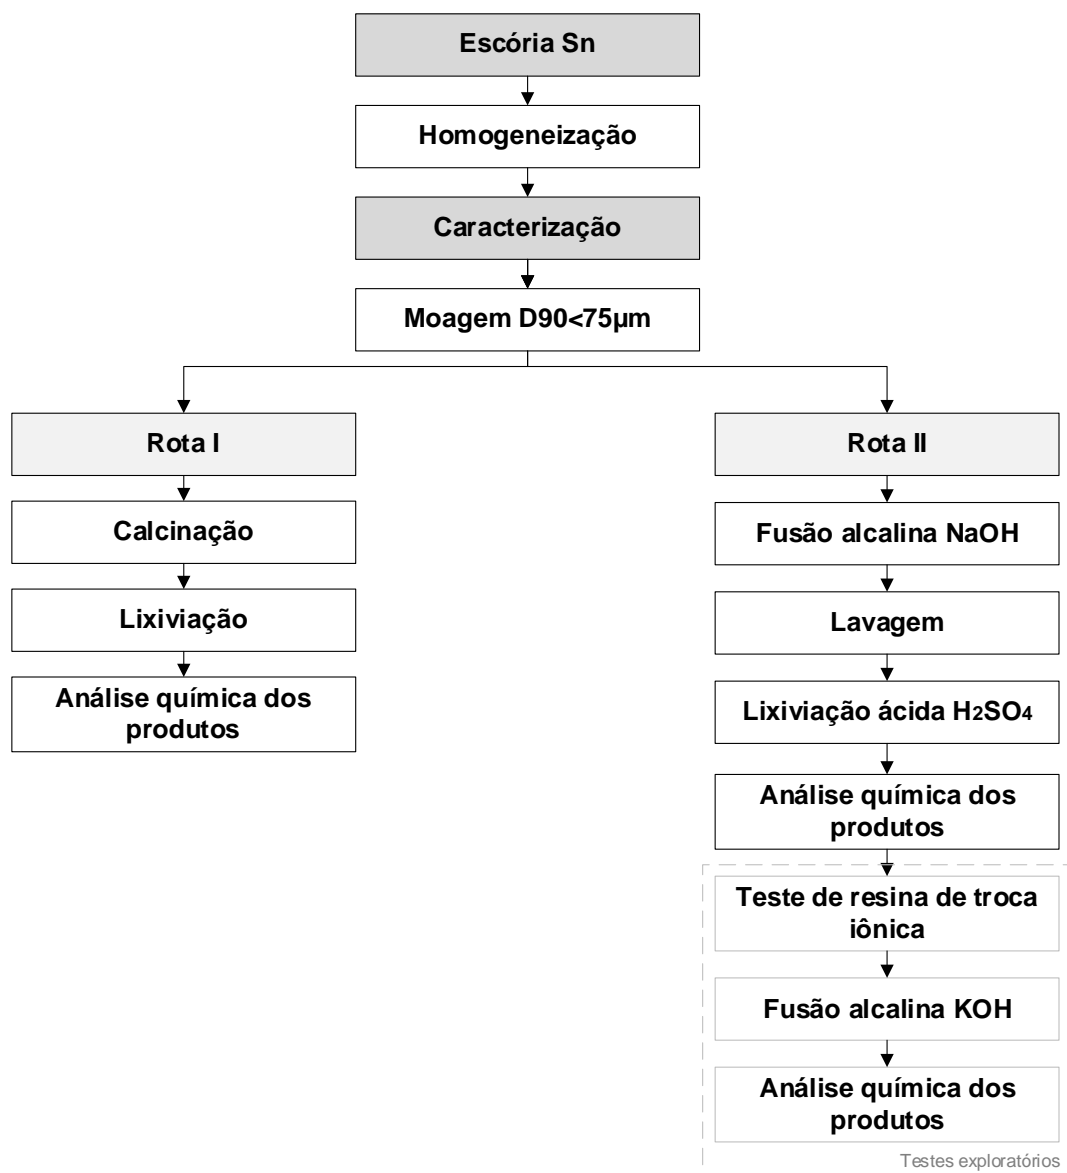 Escória Sn
Homogeneização
Caracterização
Moagem D90<75µm
Rota I
Calcinação
Lixiviação
Análise química dos
produtos
Rota II
Fusão alcalina NaOH
Lavagem
Lixiviação ácida H2SO4
Análise química dos
produtos
Teste de resina de troca
iônica
Fusão alcalina KOH
Análise química dos
produtos
Testes exploratórios